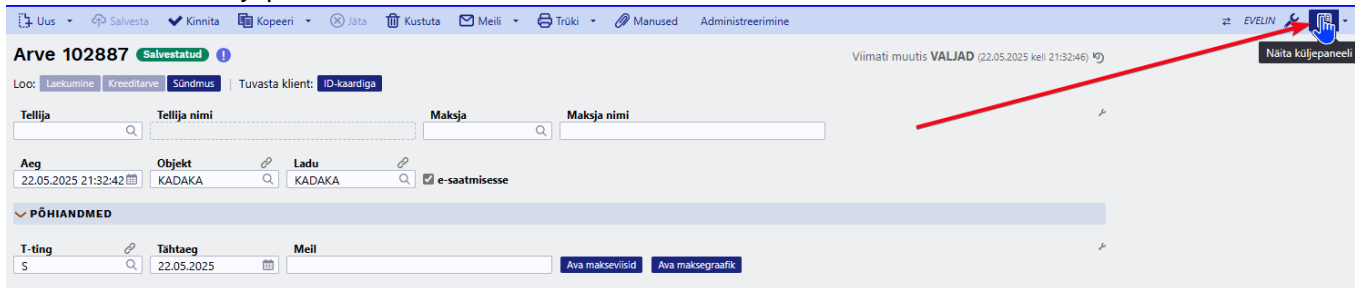 Uus Salvesta Kinnita Kopeeri Jäta Kustuta Meili Trüki Manused Administreerimine EVELIN
Arve 102887 Salvestatud Viimati muutis VALJAD (22.05.2025 kell 21:32:46) Näita küljepaneeli
Loo: Laekumine Kreeditarve Sündmus | Tuvasta klient: ID-kaardiga
Tellija Tellija nimi Maksja Maksja nimi
Aeg Objekt Ladu
22.05.2025 21:32:42 KADAKA KADAKA e-saatmisesse
PÕHIANDMED
T-ting Tähtaeg Meil
S 22.05.2025 Ava makseviisid Ava maksegraafik